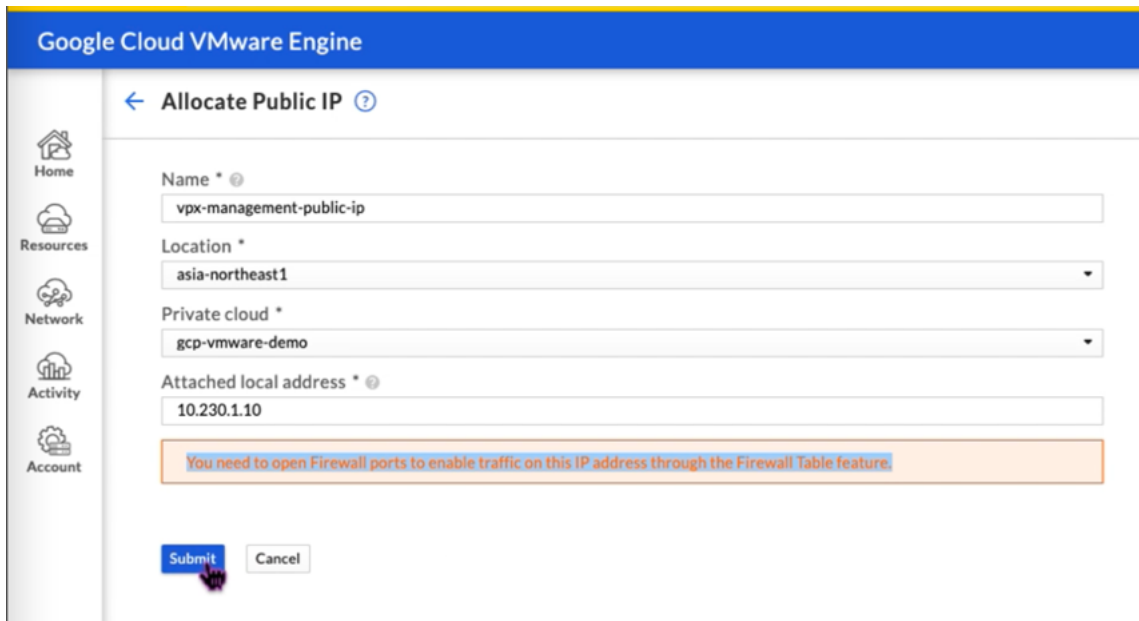 Google Cloud VMware Engine
← Allocate Public IP ?
Home
Resources
Network
Activity
Account
Name * ?
vpx-management-public-ip
Location *
asia-northeast1
Private cloud *
gcp-vmware-demo
Attached local address * ?
10.230.1.10
You need to open Firewall ports to enable traffic on this IP address through the Firewall Table feature.
Submit Cancel